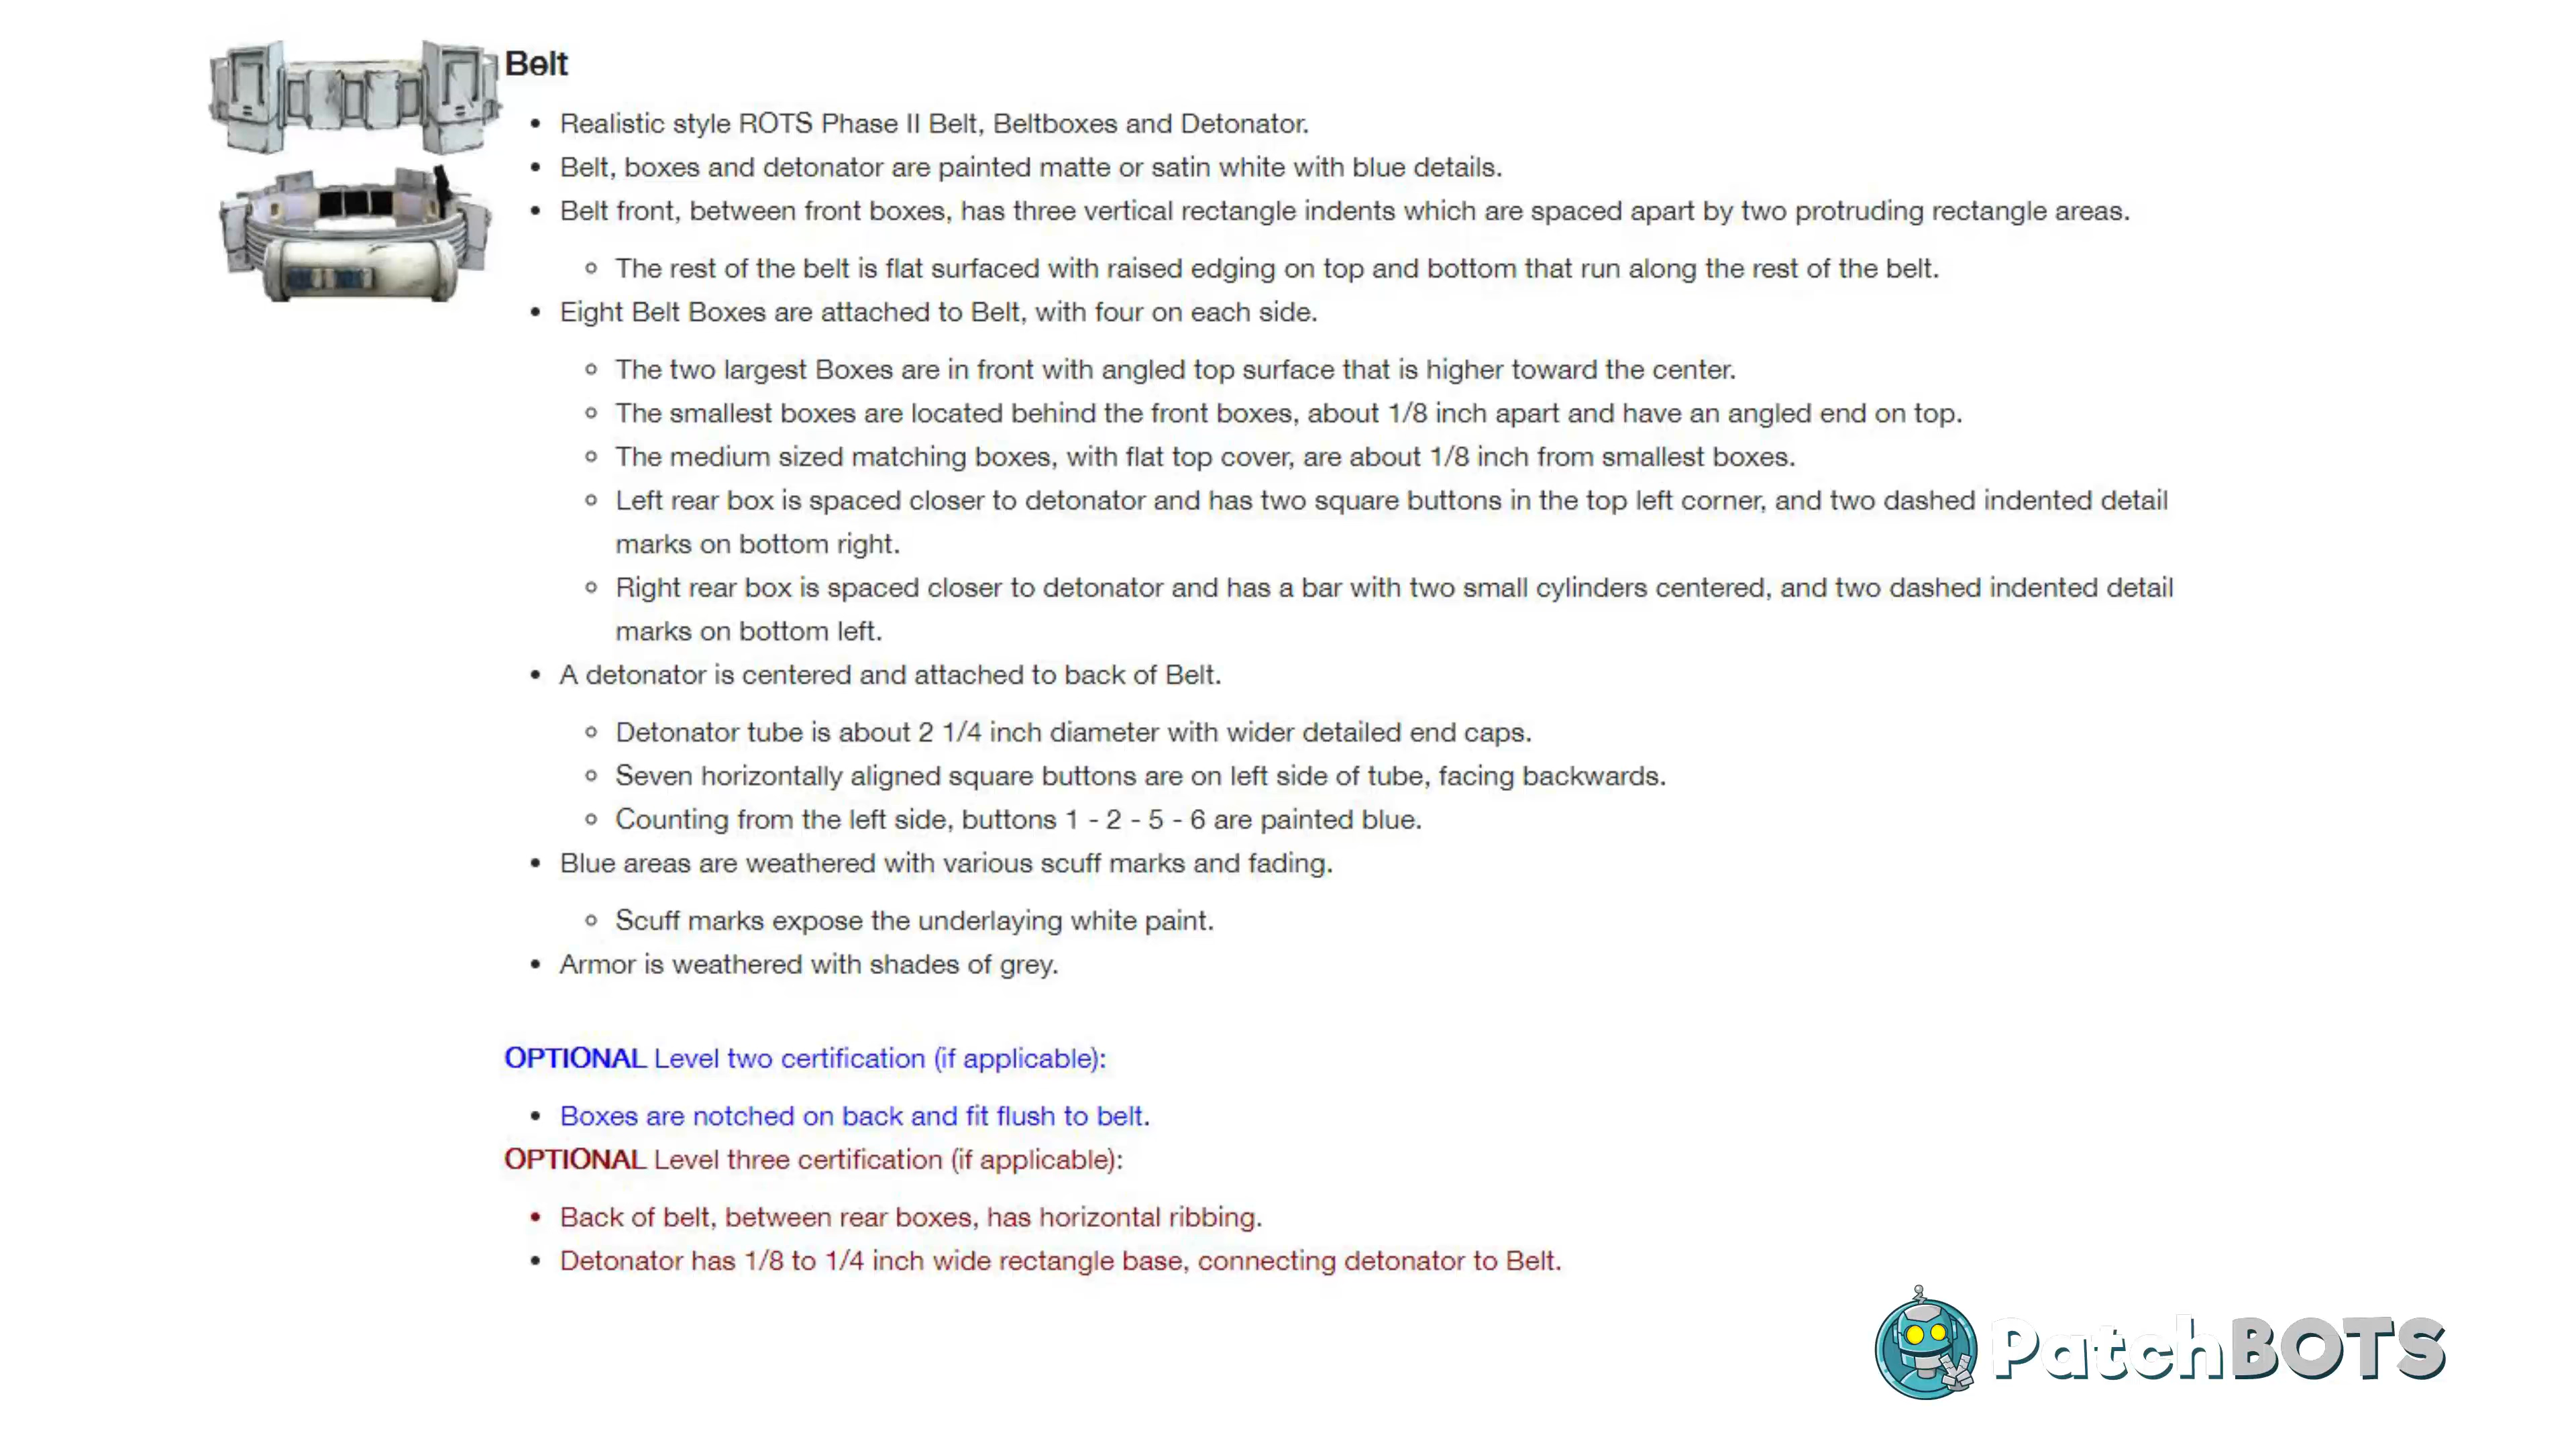 Belt
• Realistic style ROTS Phase II Belt, Beltboxes and Detonator.
• Belt, boxes and detonator are painted matte or satin white with blue details.
• Belt front, between front boxes, has three vertical rectangle indents which are spaced apart by two protruding rectangle areas.
○ The rest of the belt is flat surfaced with raised edging on top and bottom that run along the rest of the belt.
• Eight Belt Boxes are attached to Belt, with four on each side.
○ The two largest Boxes are in front with angled top surface that is higher toward the center.
○ The smallest boxes are located behind the front boxes, about 1/8 inch apart and have an angled end on top.
○ The medium sized matching boxes, with flat top cover, are about 1/8 inch from smallest boxes.
○ Left rear box is spaced closer to detonator and has two square buttons in the top left corner, and two dashed indented detail
marks on bottom right.
○ Right rear box is spaced closer to detonator and has a bar with two small cylinders centered, and two dashed indented detail
marks on bottom left.
• A detonator is centered and attached to back of Belt.
○ Detonator tube is about 2 1/4 inch diameter with wider detailed end caps.
○ Seven horizontally aligned square buttons are on left side of tube, facing backwards.
○ Counting from the left side, buttons 1 - 2 - 5 - 6 are painted blue.
• Blue areas are weathered with various scuff marks and fading.
○ Scuff marks expose the underlaying white paint.
• Armor is weathered with shades of grey.
OPTIONAL Level two certification (if applicable):
• Boxes are notched on back and fit flush to belt.
OPTIONAL Level three certification (if applicable):
• Back of belt, between rear boxes, has horizontal ribbing.
• Detonator has 1/8 to 1/4 inch wide rectangle base, connecting detonator to Belt.
PatchBOTS